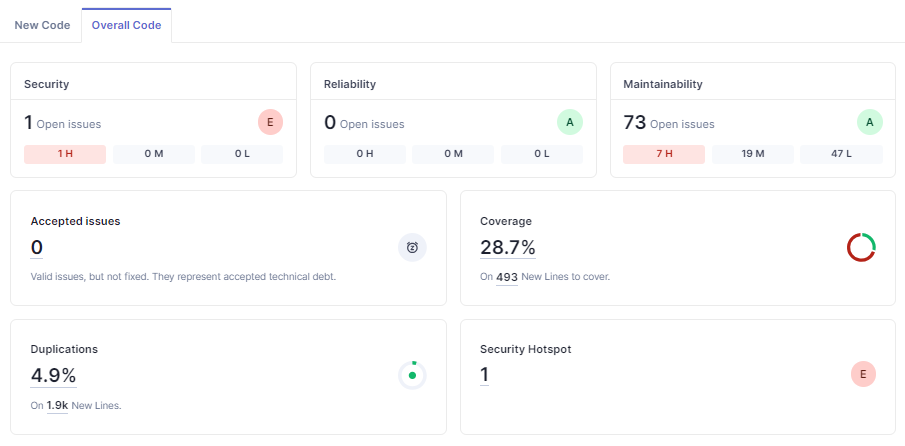 New Code
Overall Code
Security
1 Open issues
E
1 H
0 M
0 L
Reliability
0 Open issues
A
0 H
0 M
0 L
Maintainability
73 Open issues
A
7 H
19 M
47 L
Accepted issues
0
Valid issues, but not fixed. They represent accepted technical debt.
Coverage
28.7%
On 493 New Lines to cover.
Duplications
4.9%
On 1.9k New Lines.
Security Hotspot
1
E